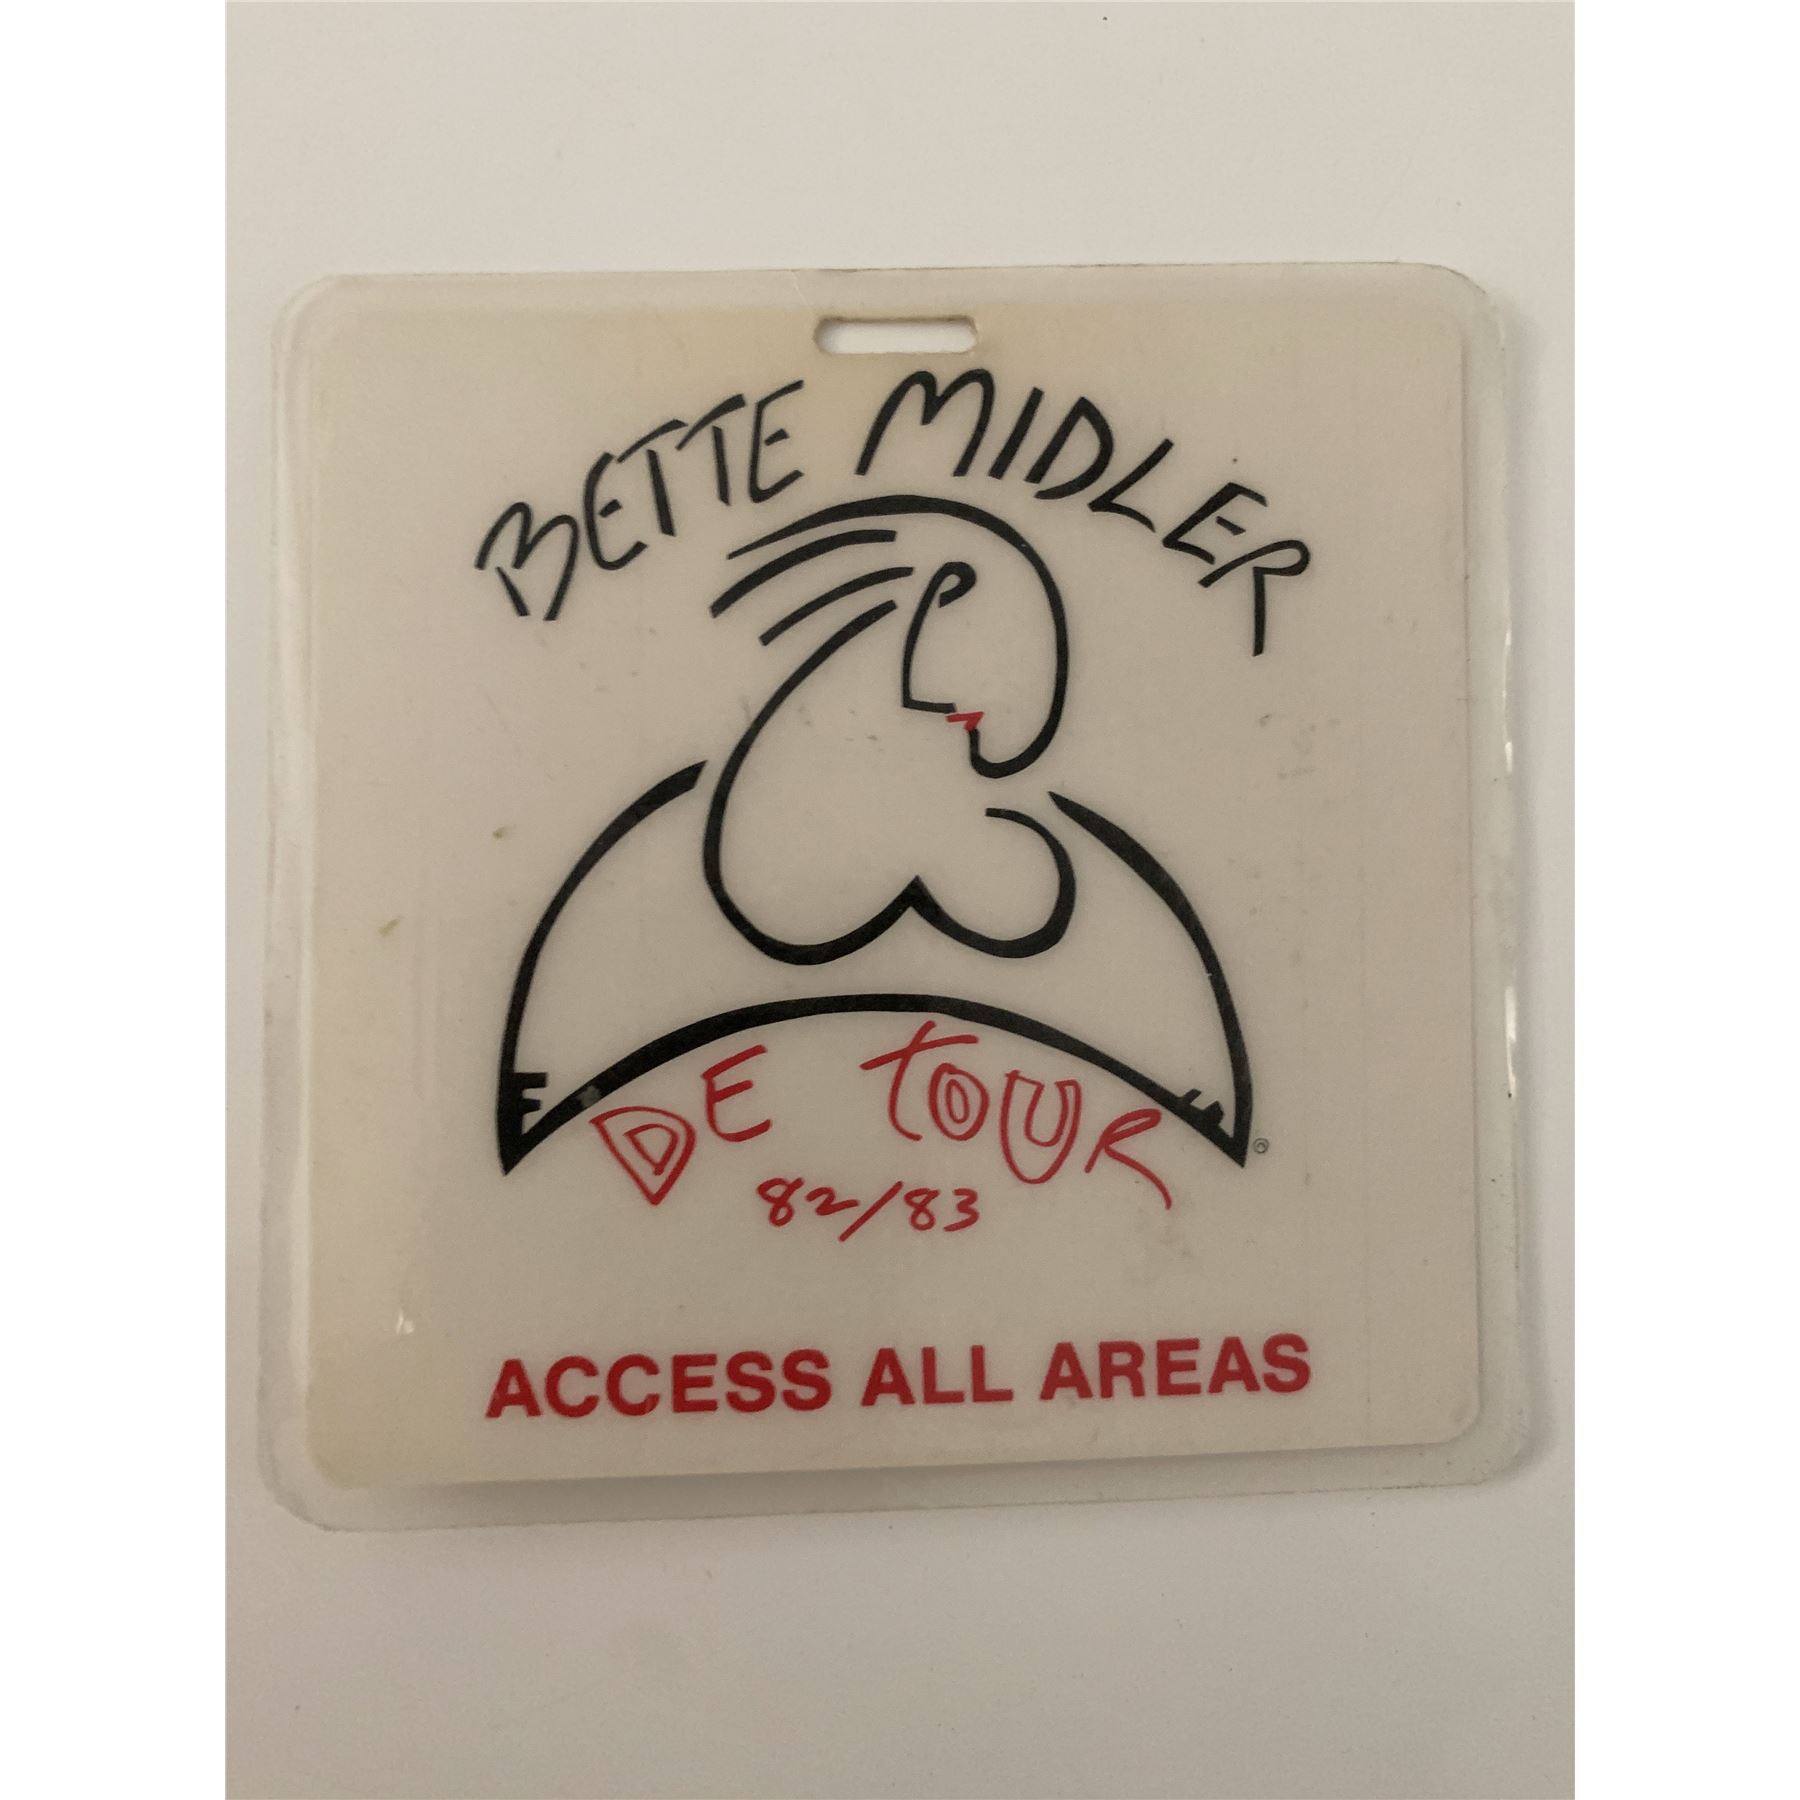 BETTE MIDLER
DE TOUR
82/83
ACCESS ALL AREAS